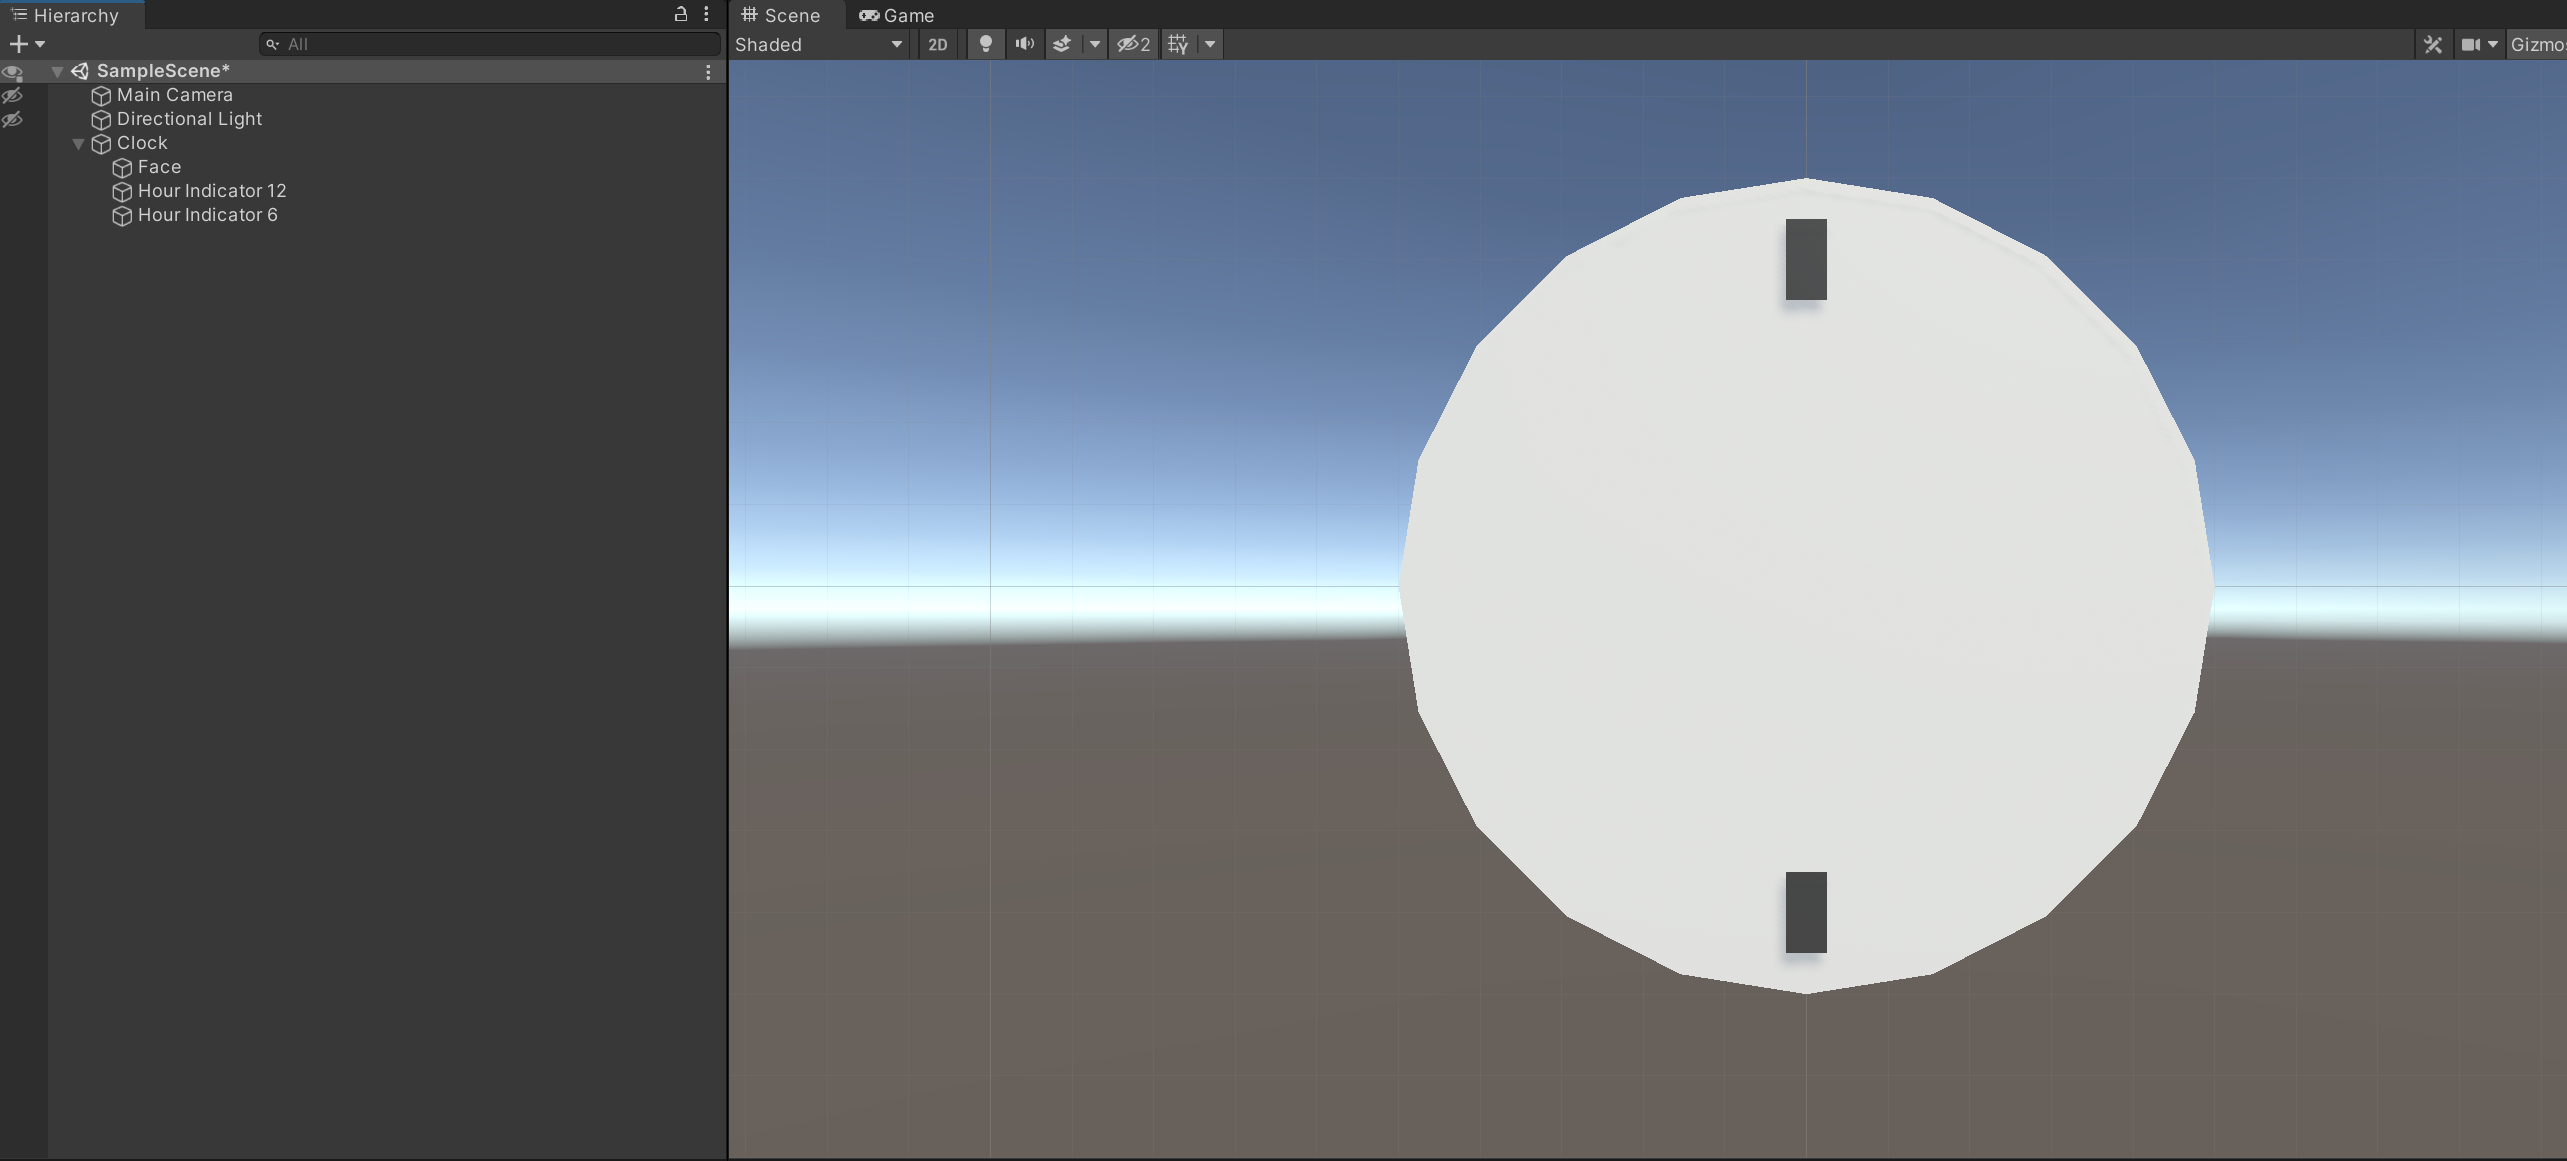 Hierarchy
All
SampleScene*
Main Camera
Directional Light
Clock
Face
Hour Indicator 12
Hour Indicator 6
Scene Game
Shaded 2D 2 Gizmo